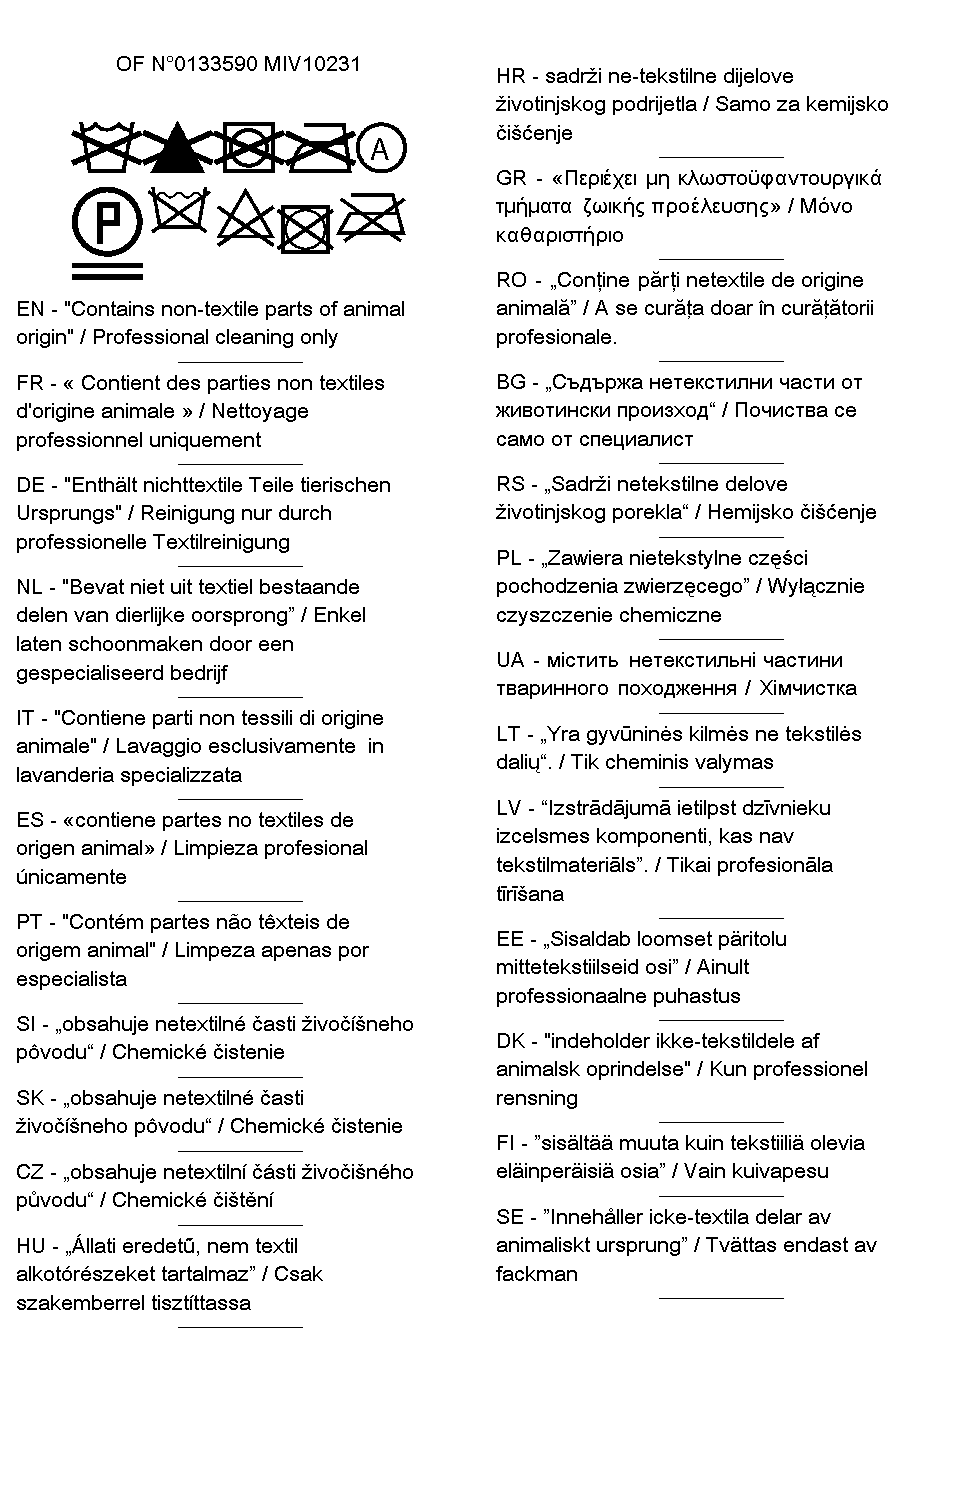 OF N°0133590 MIV10231
A
P
EN - "Contains non-textile parts of animal
origin" / Professional cleaning only
FR - « Contient des parties non textiles
d'origine animale » / Nettoyage
professionnel uniquement
DE - "Enthält nichttextile Teile tierischen
Ursprungs" / Reinigung nur durch
professionelle Textilreinigung
NL - "Bevat niet uit textiel bestaande
delen van dierlijke oorsprong” / Enkel
laten schoonmaken door een
gespecialiseerd bedrijf
IT - "Contiene parti non tessili di origine
animale" / Lavaggio esclusivamente in
lavanderia specializzata
ES - «contiene partes no textiles de
origen animal» / Limpieza profesional
únicamente
PT - "Contém partes não têxteis de
origem animal" / Limpeza apenas por
especialista
SI - „obsahuje netextilné časti živočíšneho
pôvodu“ / Chemické čistenie
SK - „obsahuje netextilné časti
živočíšneho pôvodu“ / Chemické čistenie
CZ - „obsahuje netextilní části živočišného
původu“ / Chemické čištění
HU - „Állati eredetű, nem textil
alkotórészeket tartalmaz” / Csak
szakemberrel tisztíttassa
HR - sadrži ne-tekstilne dijelove
životinjskog podrijetla / Samo za kemijsko
čišćenje
GR - «Περιέχει μη κλωστοϋφαντουργικά
τμήματα ζωικής προέλευσης» / Μόνο
καθαριστήριο
RO - „Conține părți netextile de origine
animală” / A se curăța doar în curățătorii
profesionale.
BG - „Съдържа нетекстилни части от
животински произход“ / Почиства се
само от специалист
RS - „Sadrži netekstilne delove
životinjskog porekla“ / Hemijsko čišćenje
PL - „Zawiera nietekstylne części
pochodzenia zwierzęcego” / Wyłącznie
czyszczenie chemiczne
UA - містить нетекстильні частини
тваринного походження / Хімчистка
LT - „Yra gyvūninės kilmės ne tekstilės
dalių“. / Tik cheminis valymas
LV - “Izstrādājumā ietilpst dzīvnieku
izcelsmes komponenti, kas nav
tekstilmateriāls”. / Tikai profesionāla
tīrīšana
EE - „Sisaldab loomset päritolu
mittetekstiilseid osi” / Ainult
professionaalne puhastus
DK - "indeholder ikke-tekstildele af
animalsk oprindelse" / Kun professionel
rensning
FI - ”sisältää muuta kuin tekstiiliä olevia
eläinperäisiä osia” / Vain kuivapesu
SE - ”Innehåller icke-textila delar av
animaliskt ursprung” / Tvättas endast av
fackman